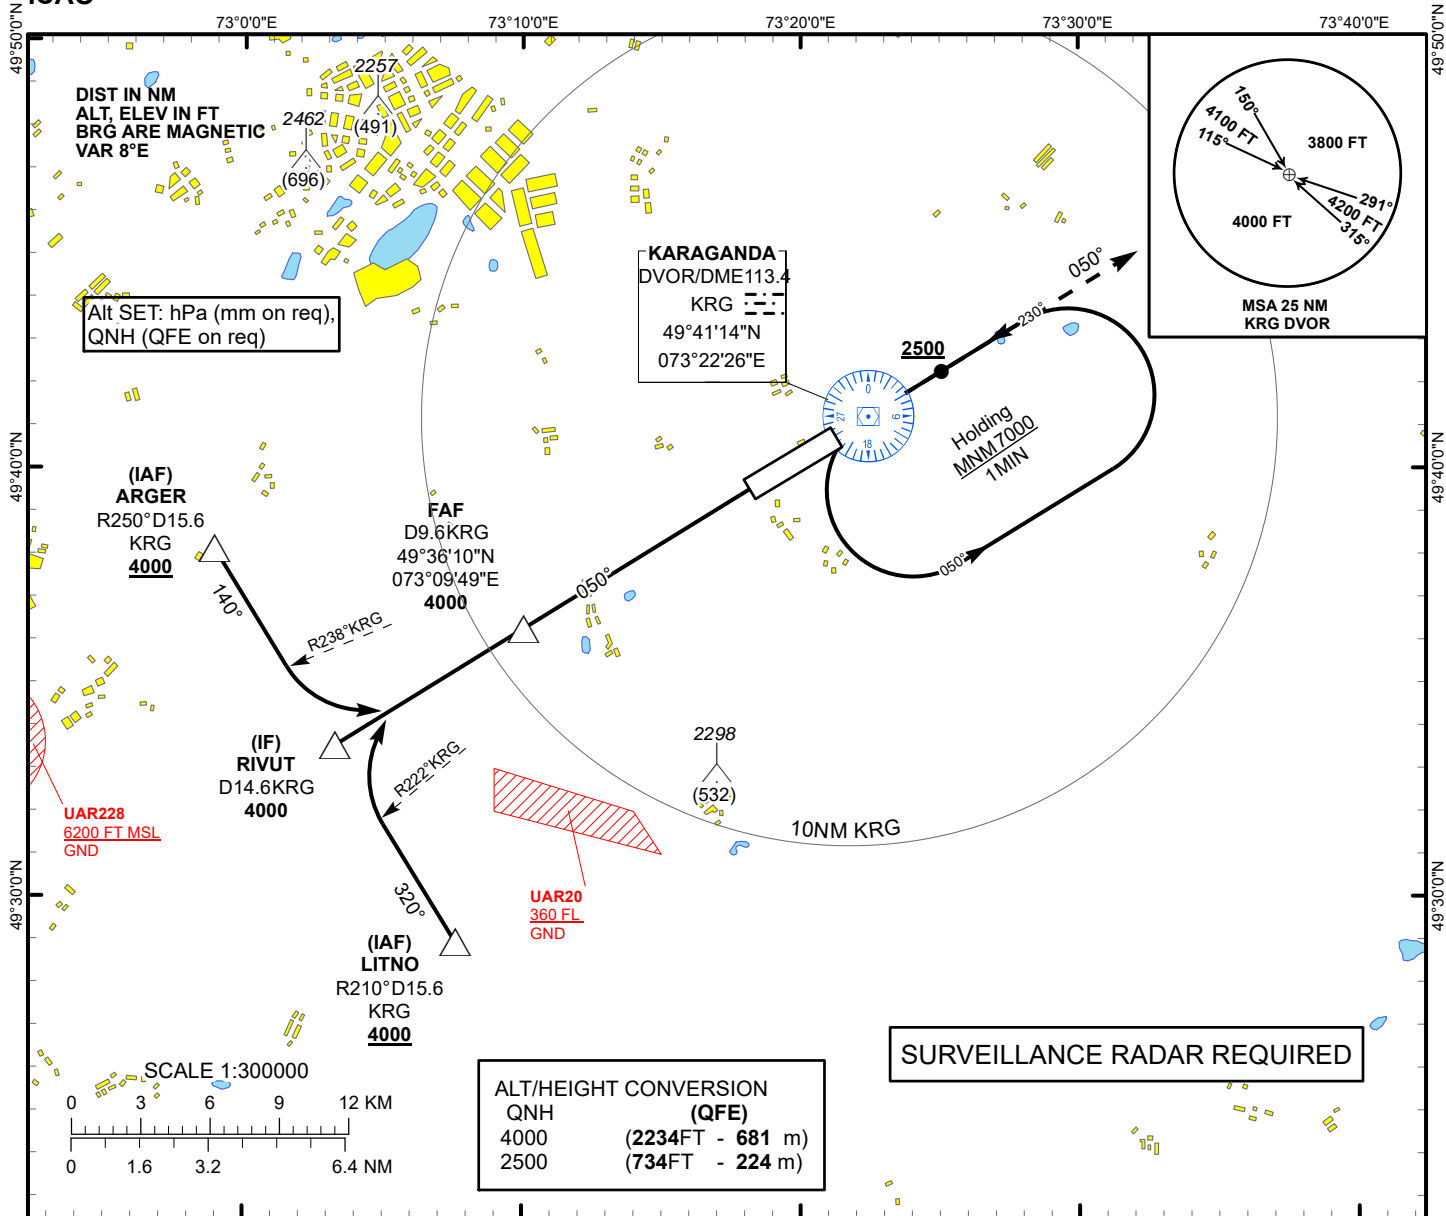 73°0'0"E
73°10'0"E
73°20'0"E
73°30'0"E
73°40'0"E
49°50'0"N
49°50'0"N
DIST IN NM
ALT, ELEV IN FT
BRG ARE MAGNETIC
VAR 8°E
2257
(491)
2462
(696)
Alt SET: hPa (mm on req),
QNH (QFE on req)
KARAGANDA
DVOR/DME113.4
KRG
49°41'14"N
073°22'26"E
150°
4100 FT
115°
3800 FT
4000 FT
291°
4200 FT
315°
MSA 25 NM
KRG DVOR
050°
230°
2500
0
9
18
27
Holding
MNM7000
1MIN
050°
49°40'0"N
49°40'0"N
(IAF)
ARGER
R250°D15.6
KRG
4000
140°
R238°KRG
FAF
D9.6KRG
49°36'10"N
073°09'49"E
4000
050°
(IF)
RIVUT
D14.6KRG
4000
R222°KRG
2298
(532)
10NM KRG
UAR228
6200 FT MSL
GND
UAR20
360 FL
GND
49°30'0"N
49°30'0"N
320°
(IAF)
LITNO
R210°D15.6
KRG
4000
SURVEILLANCE RADAR REQUIRED
SCALE 1:300000
0 3 6 9 12 KM
0 1.6 3.2 6.4 NM
ALT/HEIGHT CONVERSION
QNH (QFE)
4000 (2234FT - 681 m)
2500 (734FT - 224 m)